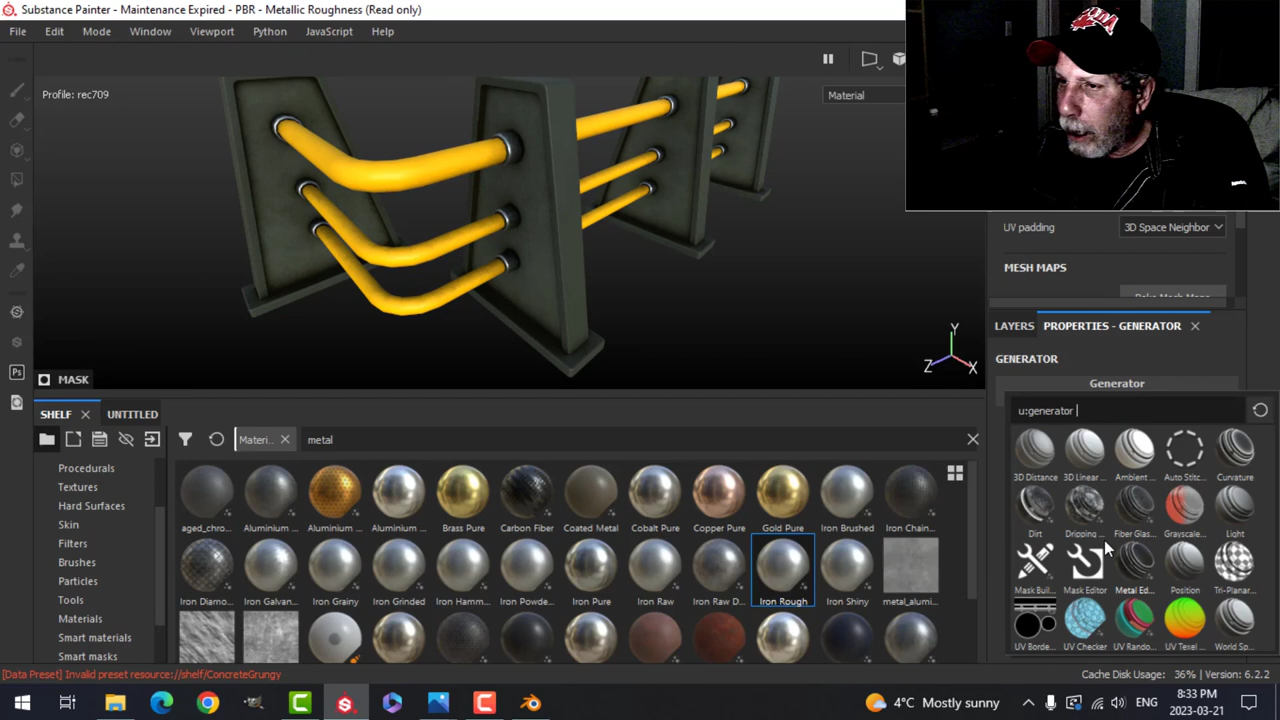 Substance Painter - Maintenance Expired - PBR - Metallic Roughness (Read only)
File Edit Mode Window Viewport Python JavaScript Help
Profile: rec709
Material
UV padding 3D Space Neighbor
MESH MAPS
Bake Mesh Maps
LAYERS PROPERTIES - GENERATOR
GENERATOR
Generator
u:generator
3D Distance 3D Linear ... Ambient ... Auto Stitc... Curvature
Dirt Dripping ... Fiber Glas... Grayscale... Light
Mask Buil... Mask Editor Metal Ed... Position Tri-Planar...
UV Borde... UV Checker UV Rando... UV Texel ... World Sp...
Y
Z X
MASK
SHELF UNTITLED
Materi... metal
Procedurals
Textures
Hard Surfaces
Skin
Filters
Brushes
Particles
Tools
Materials
Smart materials
Smart masks
aged_chro... Aluminium ... Aluminium ... Aluminium ... Brass Pure Carbon Fiber Coated Metal Cobalt Pure Copper Pure Gold Pure Iron Brushed Iron Chain...
Iron Diamo... Iron Galvan... Iron Grainy Iron Grinded Iron Hamm... Iron Powde... Iron Pure Iron Raw Iron Raw D... Iron Rough Iron Shiny metal_alumi...
[Data Preset] Invalid preset resource://shelf/ConcreteGrungy
Cache Disk Usage: 36% | Version: 6.2.2
Ps
4°C Mostly sunny
ENG
8:33 PM
2023-03-21